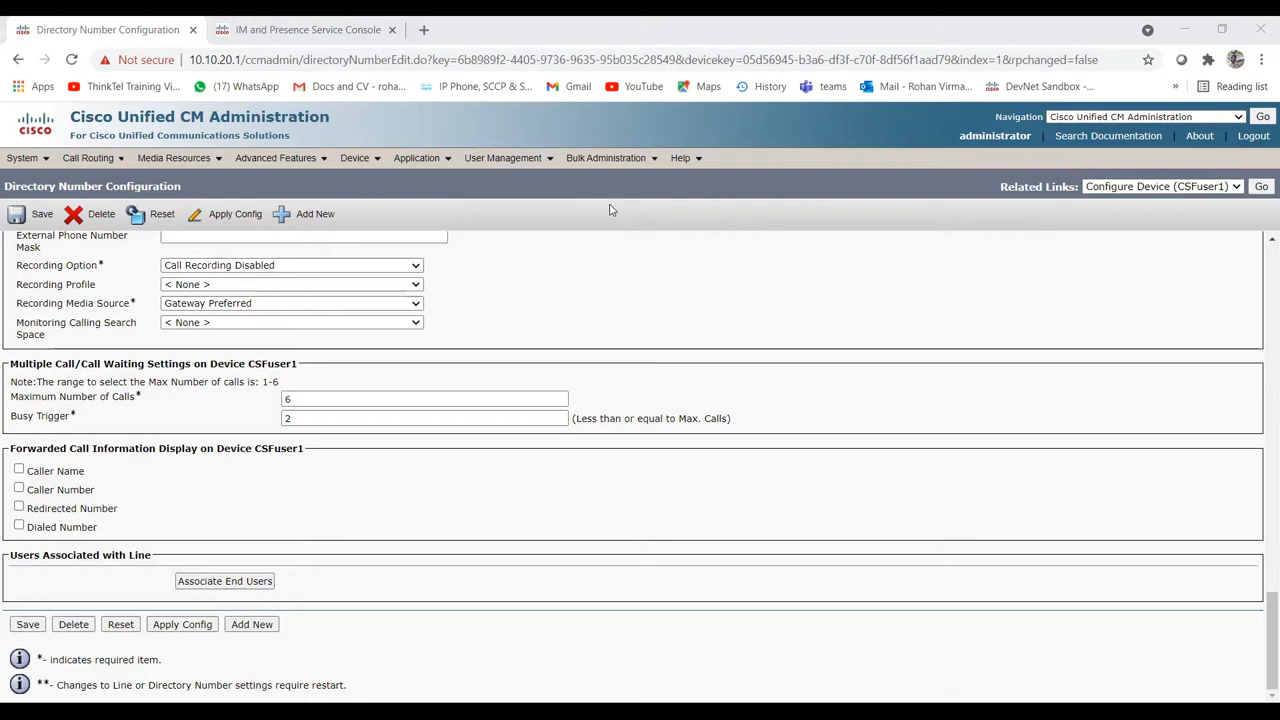 Directory Number Configuration
IM and Presence Service Console
Not secure 10.10.20.1/ccmadmin/directoryNumberEdit.do?key=6b8989f2-4405-0736-9635-95b035c28549&devicekey=05d56945-b3a6-df3f-c70f-8df56f1aad79&index=1&rpchanged=false
Apps ThinkTel Training Vi... (17) WhatsApp Docs and CV - roha... IP Phone, SCCP & S... Gmail YouTube Maps History teams Mail - Rohan Virma... DevNet Sandbox -... » Reading list
CISCO
Cisco Unified CM Administration
For Cisco Unified Communications Solutions
Navigation Cisco Unified CM Administration Go
administrator Search Documentation About Logout
System Call Routing Media Resources Advanced Features Device Application User Management Bulk Administration Help
Directory Number Configuration
Related Links: Configure Device (CSFuser1) Go
Save Delete Reset Apply Config Add New
External Phone Number
Mask
Recording Option* Call Recording Disabled
Recording Profile < None >
Recording Media Source* Gateway Preferred
Monitoring Calling Search < None >
Space
Multiple Call/Call Waiting Settings on Device CSFuser1
Note:The range to select the Max Number of calls is: 1-6
Maximum Number of Calls* 6
Busy Trigger* 2 (Less than or equal to Max. Calls)
Forwarded Call Information Display on Device CSFuser1
Caller Name
Caller Number
Redirected Number
Dialed Number
Users Associated with Line
Associate End Users
Save Delete Reset Apply Config Add New
*- indicates required item.
**- Changes to Line or Directory Number settings require restart.